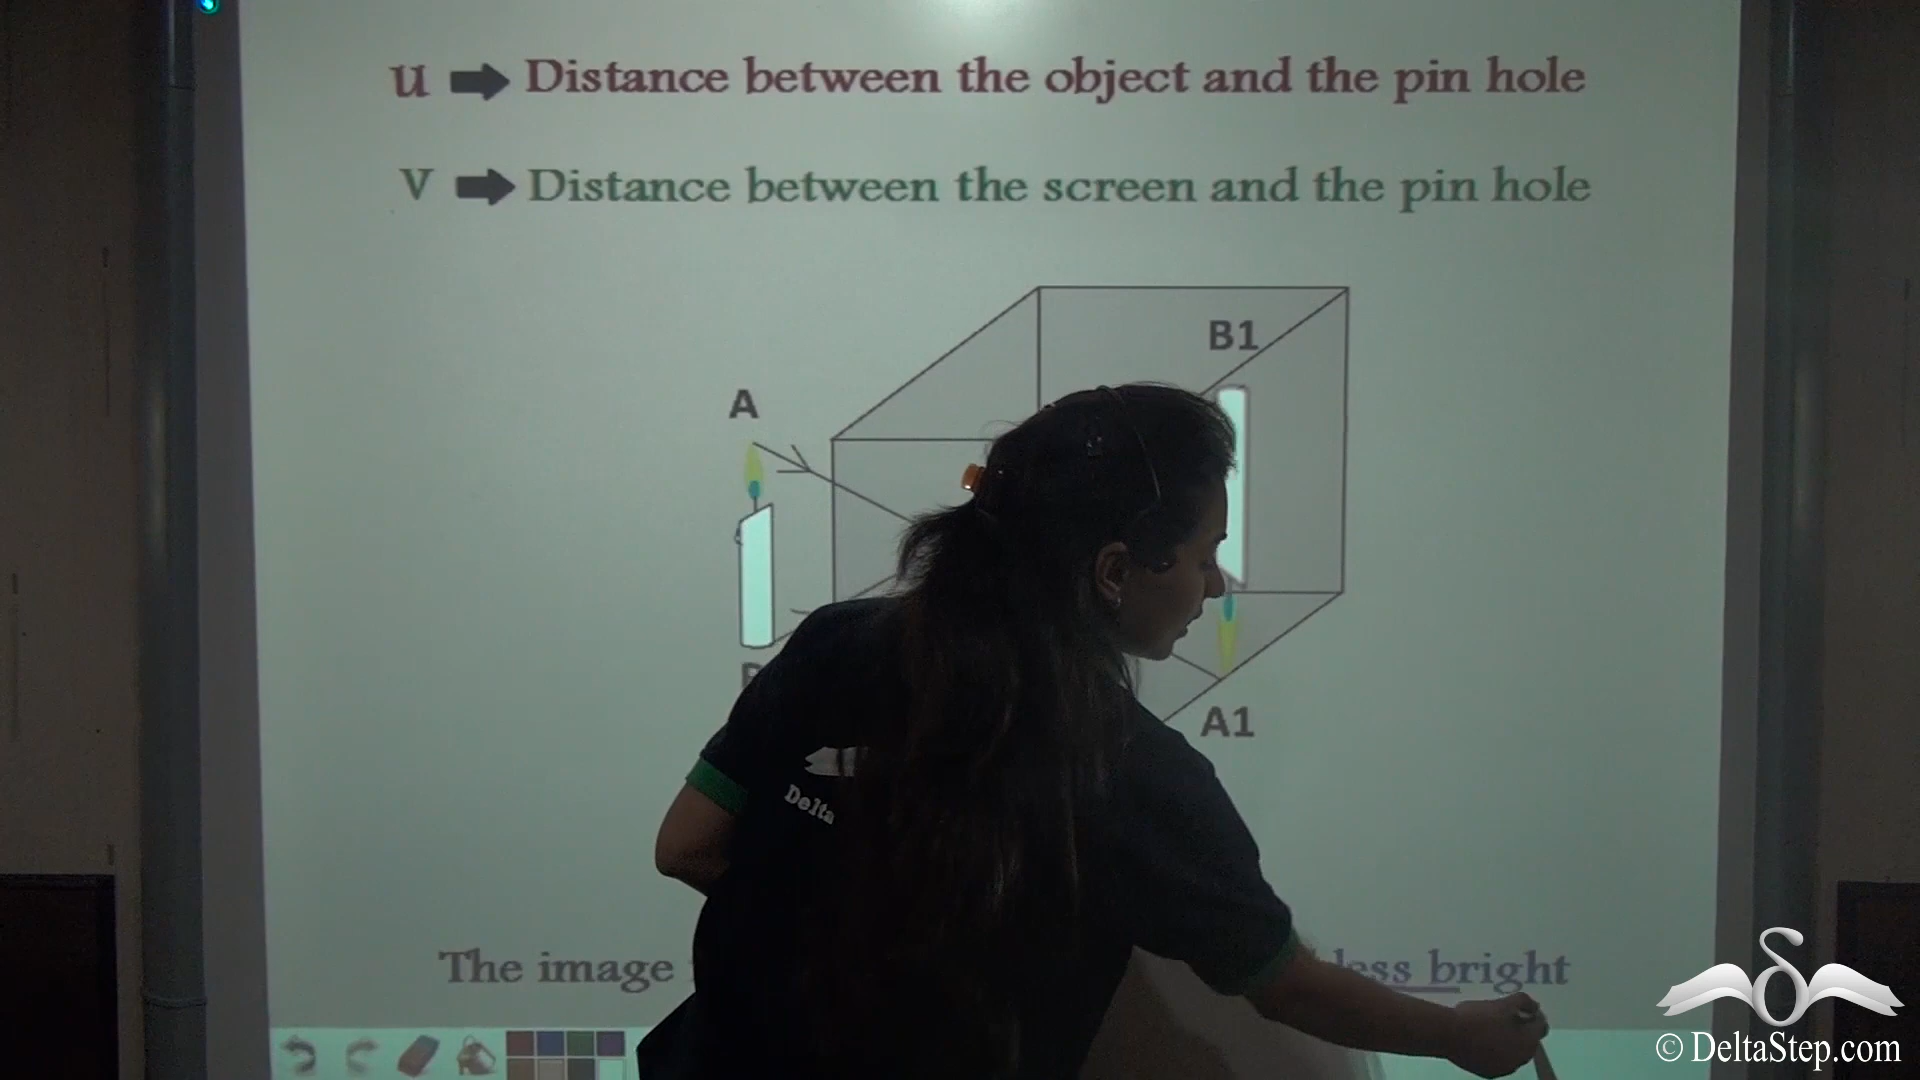 u Distance between the object and the pin hole
v Distance between the screen and the pin hole
B1
A
A1
Delta
The image less bright
© DeltaStep.com